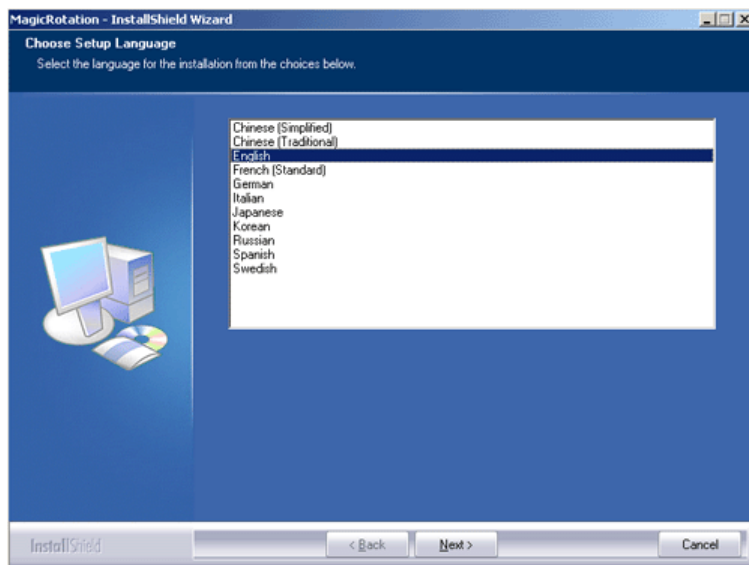 MagicRotation - InstallShield Wizard
Choose Setup Language
Select the language for the installation from the choices below.
Chinese (Simplified)
Chinese (Traditional)
English
French (Standard)
German
Italian
Japanese
Korean
Russian
Spanish
Swedish
InstallShield
< Back
Next >
Cancel